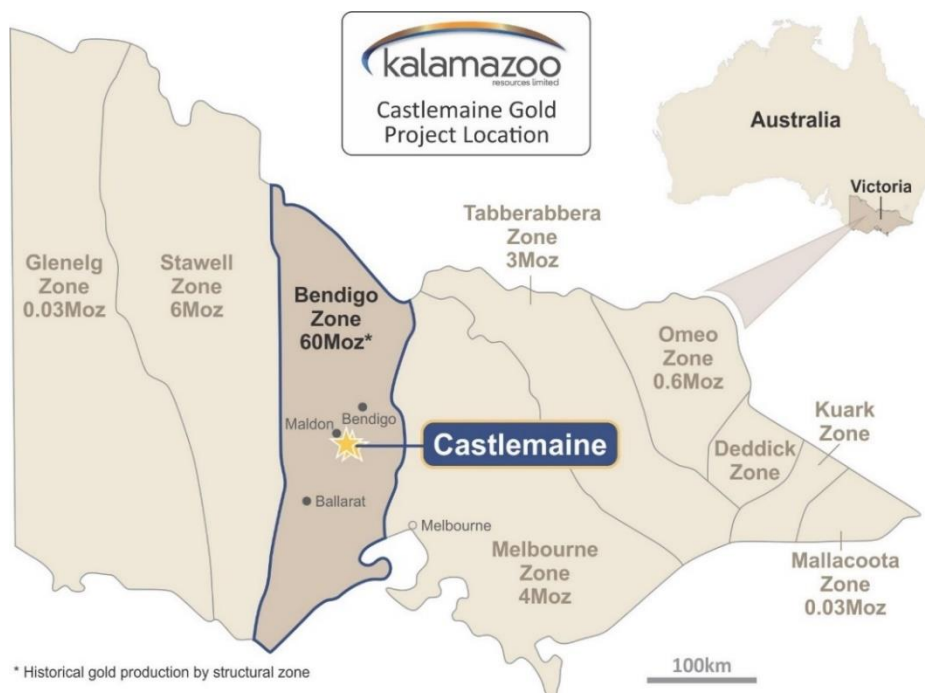 kalamazoo
resources limited
Castlemaine Gold
Project Location
Australia
Victoria
Tabberabbera
Zone
3Moz
Glenelg
Zone
0.03Moz
Stawell
Zone
6Moz
Bendigo
Zone
60Moz*
Omeo
Zone
0.6Moz
Kuark
Zone
Deddick
Zone
Bendigo
Maldon
Castlemaine
Ballarat
Melbourne
Melbourne
Zone
4Moz
Mallacoota
Zone
0.03Moz
* Historical gold production by structural zone
100km